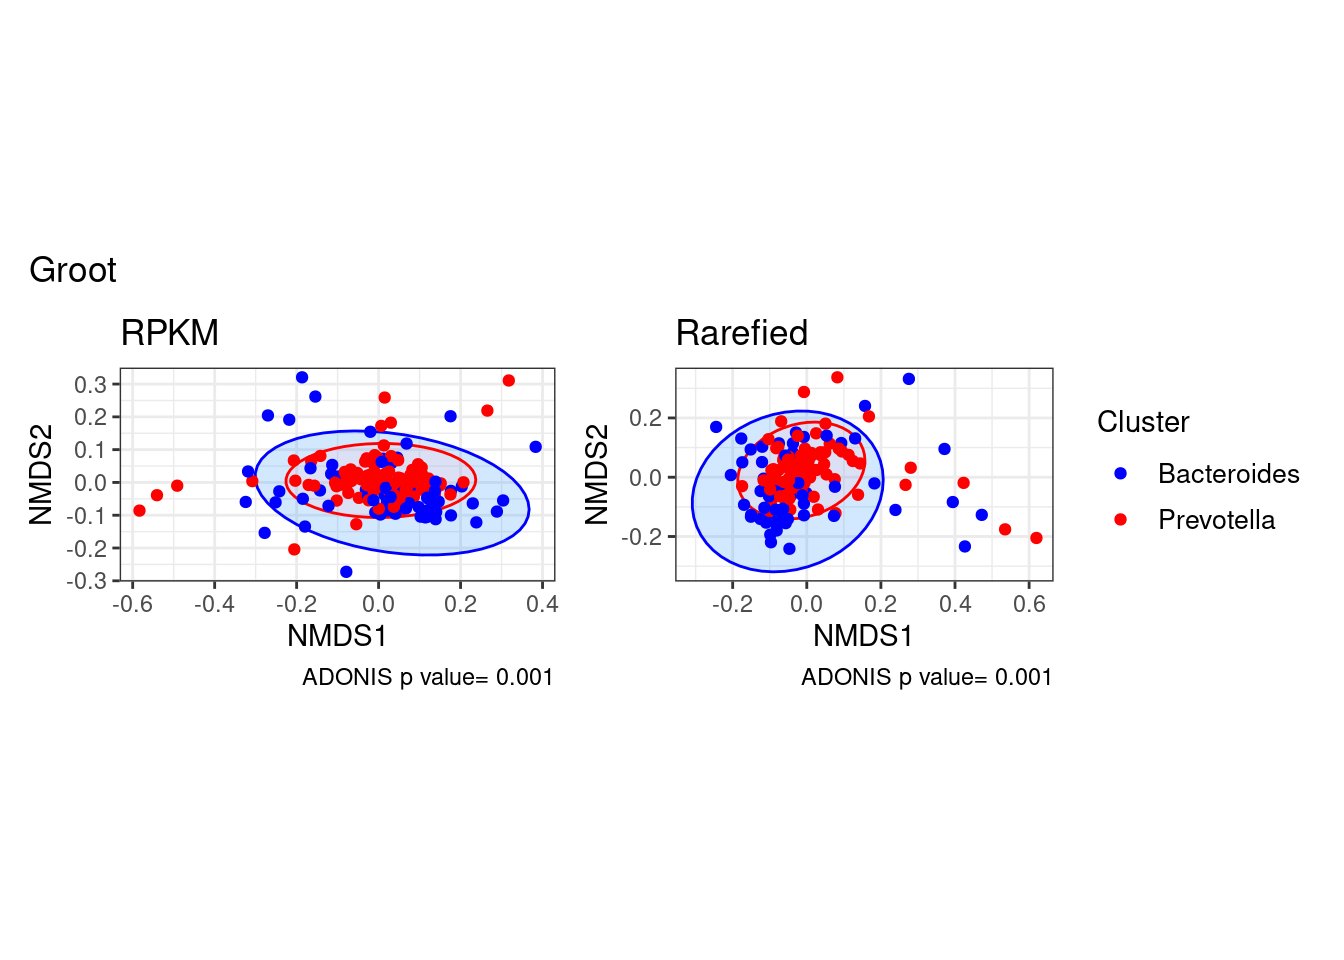 Groot
RPKM
NMDS2
0.3
0.2
0.1
0.0
-0.1
-0.2
-0.3
-0.6 -0.4 -0.2 0.0 0.2 0.4
NMDS1
ADONIS p value= 0.001
Rarefied
NMDS2
0.2
0.0
-0.2
-0.2 0.0 0.2 0.4 0.6
NMDS1
ADONIS p value= 0.001
Cluster
Bacteroides
Prevotella